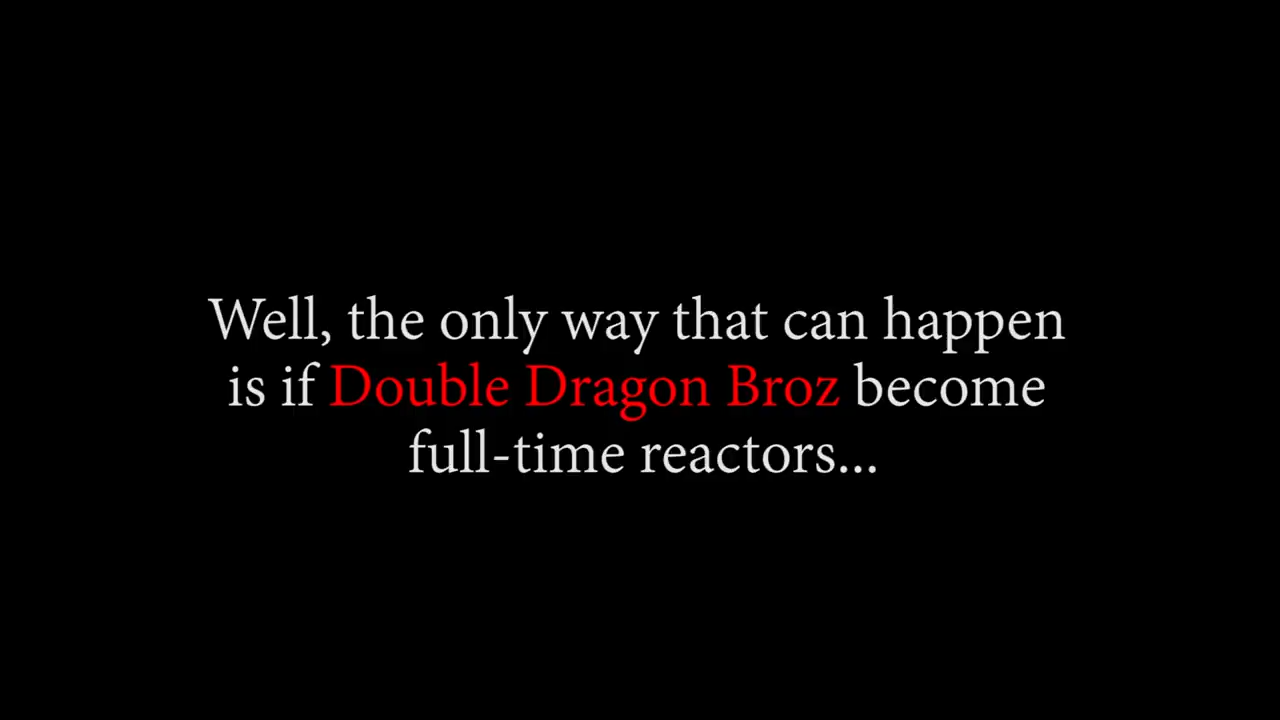 Well, the only way that can happen
is if Double Dragon Broz become
full-time reactors...